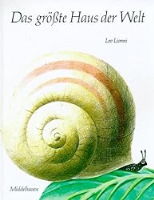 Das größte Haus der Welt
Leo Lionni
Middelhauve